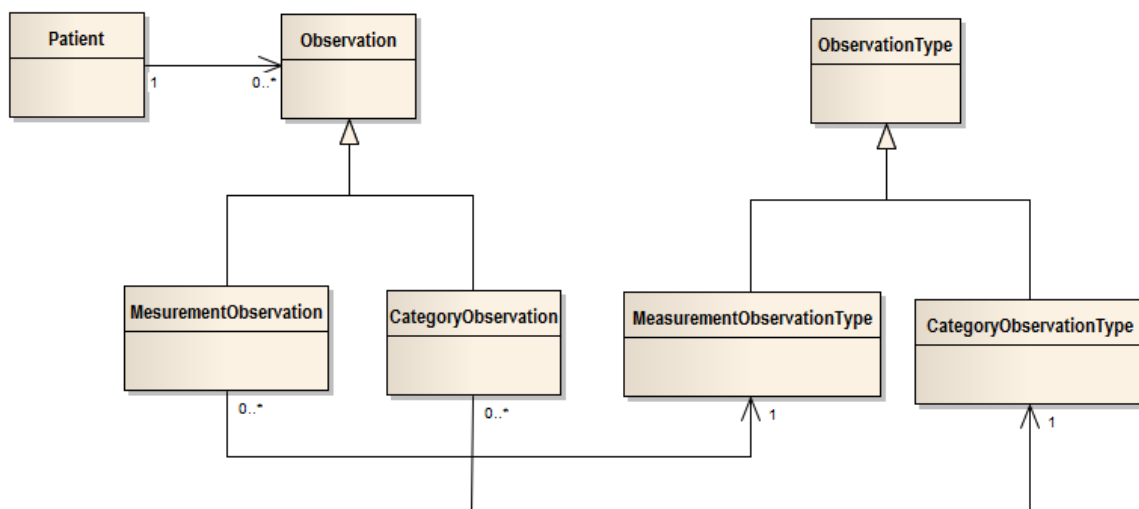 Patient
Observation
ObservationType
1
0..*
MesurementObservation
CategoryObservation
MeasurementObservationType
CategoryObservationType
0..*
0..*
1
1